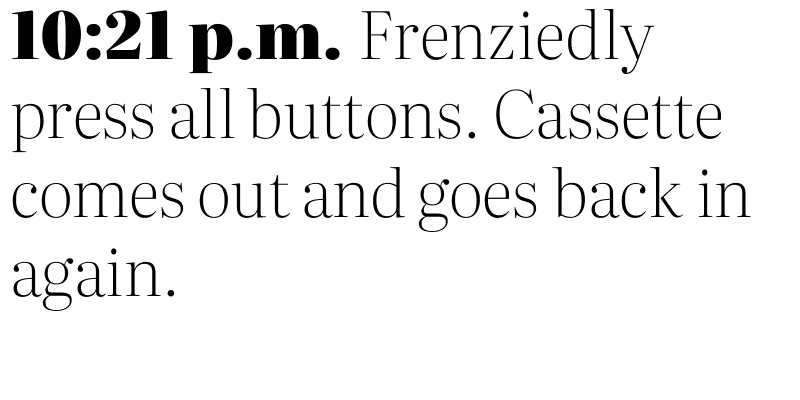 10:21 p.m. Frenziedly
press all buttons. Cassette
comes out and goes back in
again.